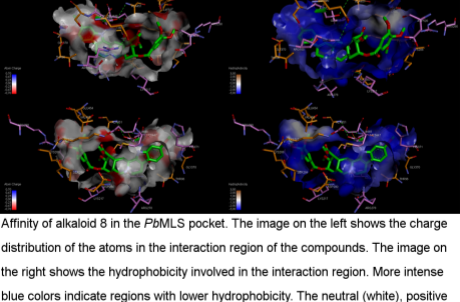 Affinity of alkaloid 8 in the PbMLS pocket. The image on the left shows the charge
distribution of the atoms in the interaction region of the compounds. The image on
the right shows the hydrophobicity involved in the interaction region. More intense
blue colors indicate regions with lower hydrophobicity. The neutral (white), positive